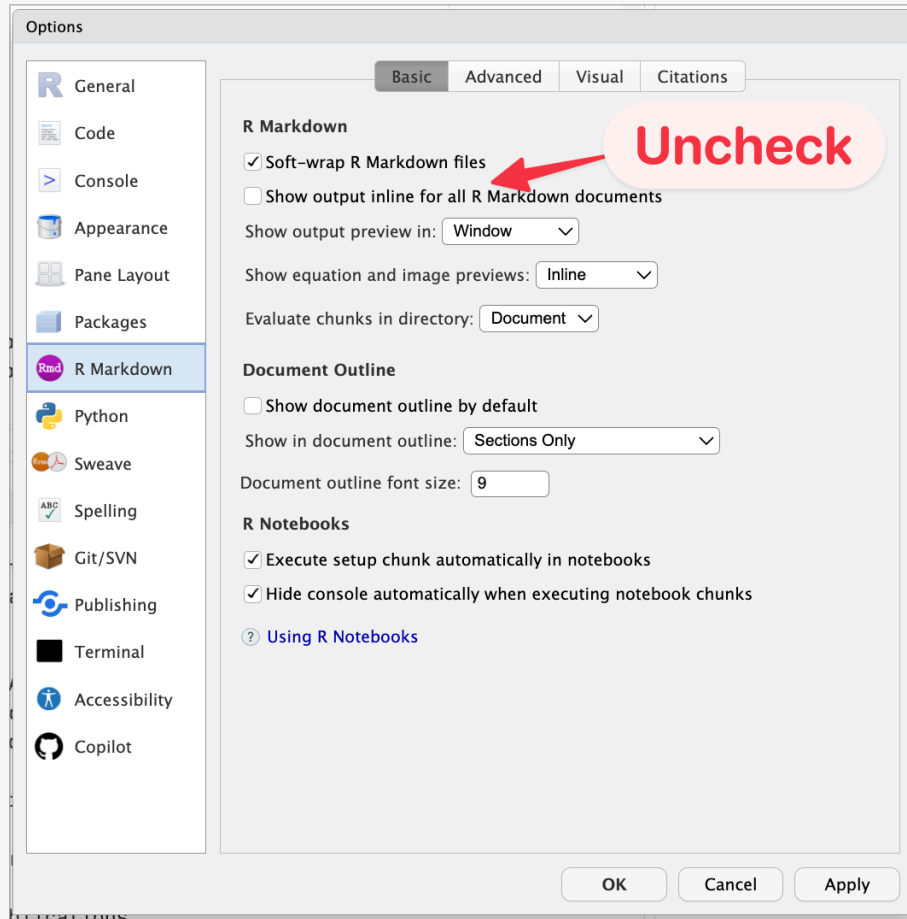 Options
General
Code
Console
Appearance
Pane Layout
Packages
Rmd R Markdown
Python
Rnw Sweave
ABC Spelling
Git/SVN
Publishing
Terminal
Accessibility
Copilot
Basic Advanced Visual Citations
R Markdown
Uncheck
Soft-wrap R Markdown files
Show output inline for all R Markdown documents
Show output preview in: Window
Show equation and image previews: Inline
Evaluate chunks in directory: Document
Document Outline
Show document outline by default
Show in document outline: Sections Only
Document outline font size: 9
R Notebooks
Execute setup chunk automatically in notebooks
Hide console automatically when executing notebook chunks
? Using R Notebooks
OK Cancel Apply